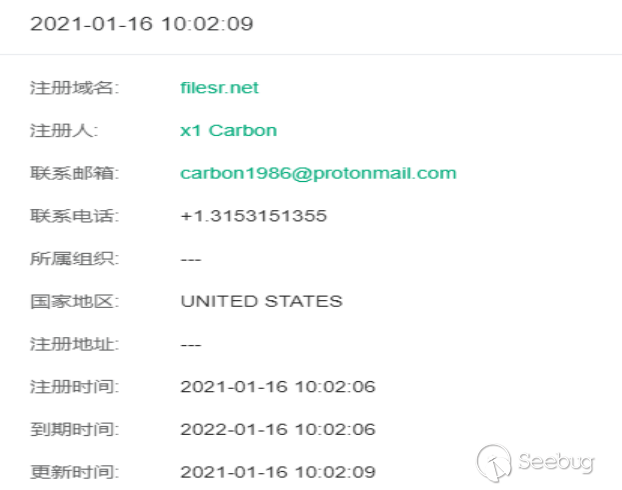 2021-01-16 10:02:09
注册域名: filesr.net
注册人: x1 Carbon
联系邮箱: carbon1986@protonmail.com
联系电话: +1.3153151355
所属组织: ---
国家地区: UNITED STATES
注册地址: ---
注册时间: 2021-01-16 10:02:06
到期时间: 2022-01-16 10:02:06
更新时间: 2021-01-16 10:02:09
Seebug